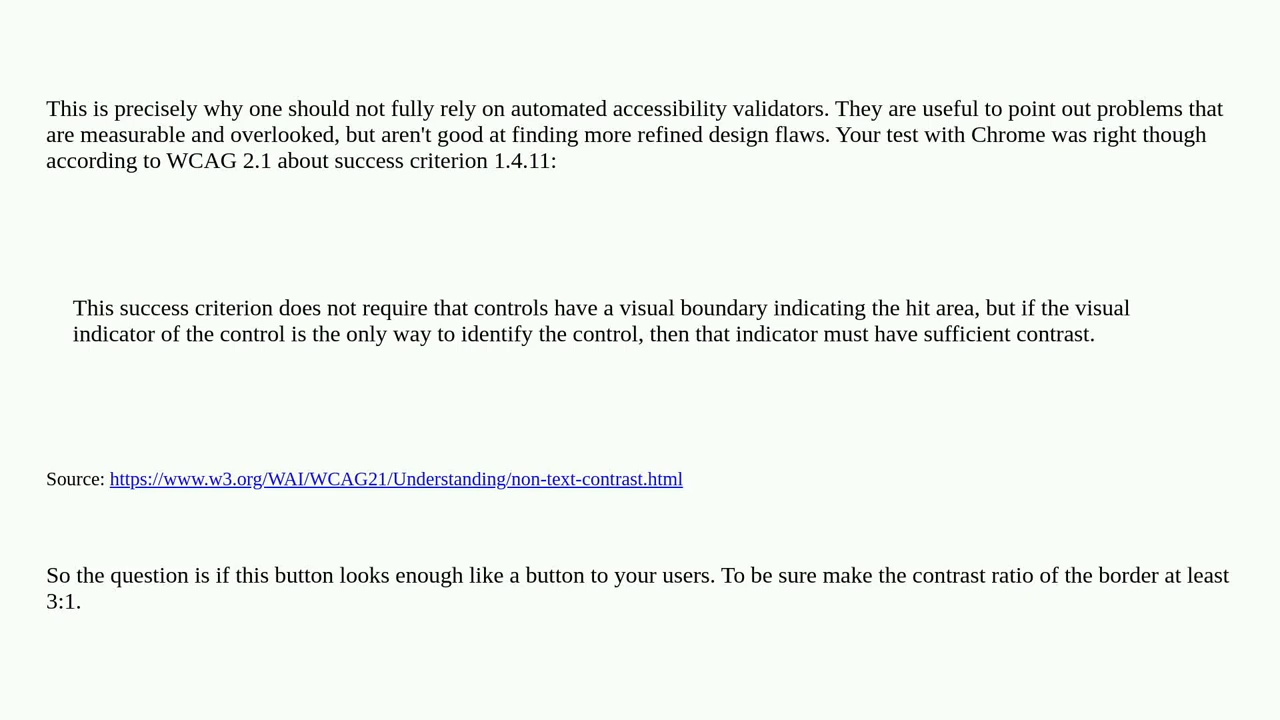 This is precisely why one should not fully rely on automated accessibility validators. They are useful to point out problems that
are measurable and overlooked, but aren't good at finding more refined design flaws. Your test with Chrome was right though
according to WCAG 2.1 about success criterion 1.4.11:
This success criterion does not require that controls have a visual boundary indicating the hit area, but if the visual
indicator of the control is the only way to identify the control, then that indicator must have sufficient contrast.
Source: https://www.w3.org/WAI/WCAG21/Understanding/non-text-contrast.html
So the question is if this button looks enough like a button to your users. To be sure make the contrast ratio of the border at least
3:1.